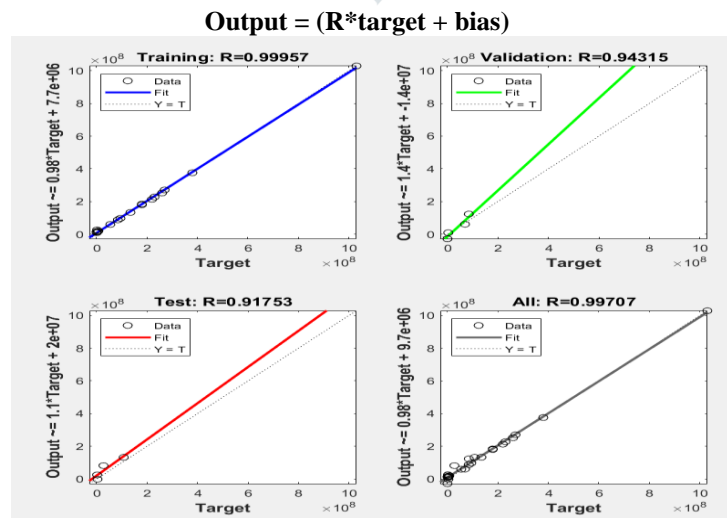 Output = (R*target + bias)
Training: R=0.99957
×10^8
10
8
6
4
2
0
Output ~= 0.98*Target + 7.7e+06
Data
Fit
Y = T
0 2 4 6 8 10
Target
×10^8
Validation: R=0.94315
×10^8
10
8
6
4
2
0
Output ~= 1.4*Target + -1.4e+07
Data
Fit
Y = T
0 2 4 6 8 10
Target
×10^8
Test: R=0.91753
×10^8
10
8
6
4
2
0
Output ~= 1.1*Target + 2e+07
Data
Fit
Y = T
0 2 4 6 8 10
Target
×10^8
All: R=0.99707
×10^8
10
8
6
4
2
0
Output ~= 0.98*Target + 9.7e+06
Data
Fit
Y = T
0 2 4 6 8 10
Target
×10^8